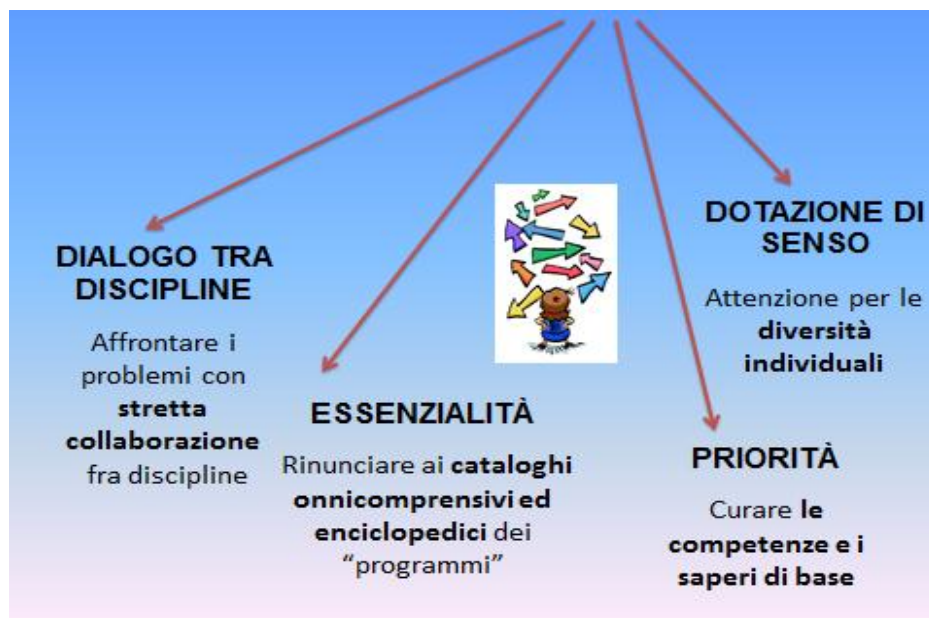 DIALOGO TRA
DISCIPLINE
Affrontare i
problemi con
stretta
collaborazione
fra discipline
ESSENZIALITÀ
Rinunciare ai cataloghi
onnicomprensivi ed
enciclopedici dei
“programmi”
DOTAZIONE DI
SENSO
Attenzione per le
diversità
individuali
PRIORITÀ
Curare le
competenze e i
saperi di base